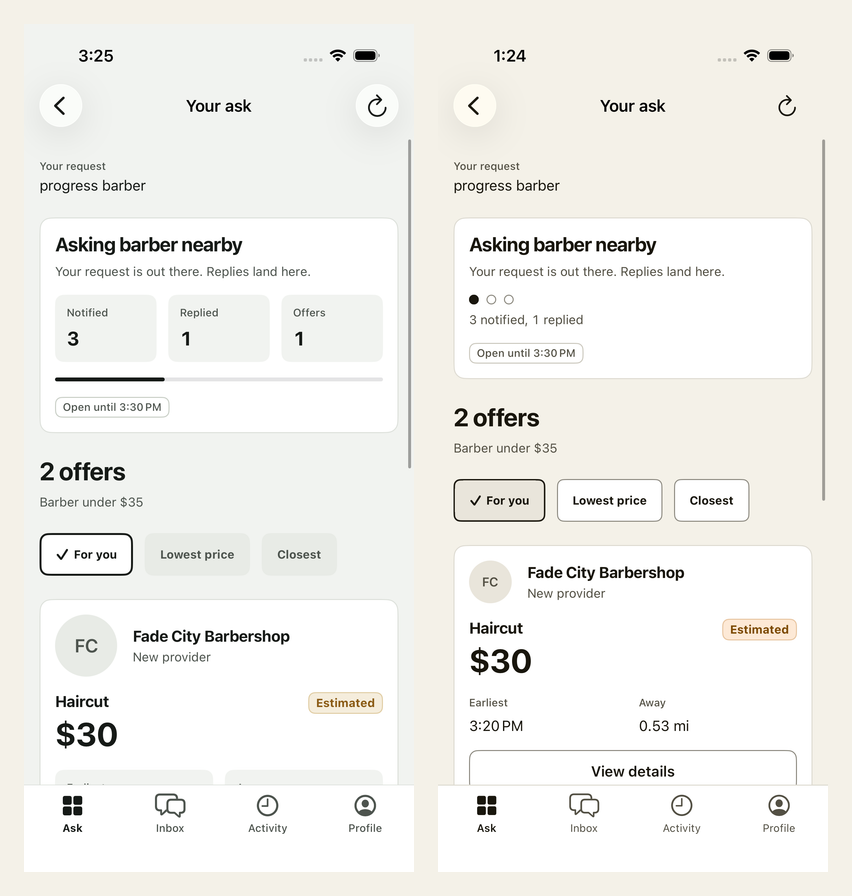 3:25
Your ask
Your request
progress barber
Asking barber nearby
Your request is out there. Replies land here.
Notified Replied Offers
3 1 1
Open until 3:30 PM
2 offers
Barber under $35
For you Lowest price Closest
FC
Fade City Barbershop
New provider
Haircut Estimated
$30
Ask Inbox Activity Profile
1:24
Your ask
Your request
progress barber
Asking barber nearby
Your request is out there. Replies land here.
3 notified, 1 replied
Open until 3:30 PM
2 offers
Barber under $35
For you Lowest price Closest
FC
Fade City Barbershop
New provider
Haircut Estimated
$30
Earliest Away
3:20 PM 0.53 mi
View details
Ask Inbox Activity Profile